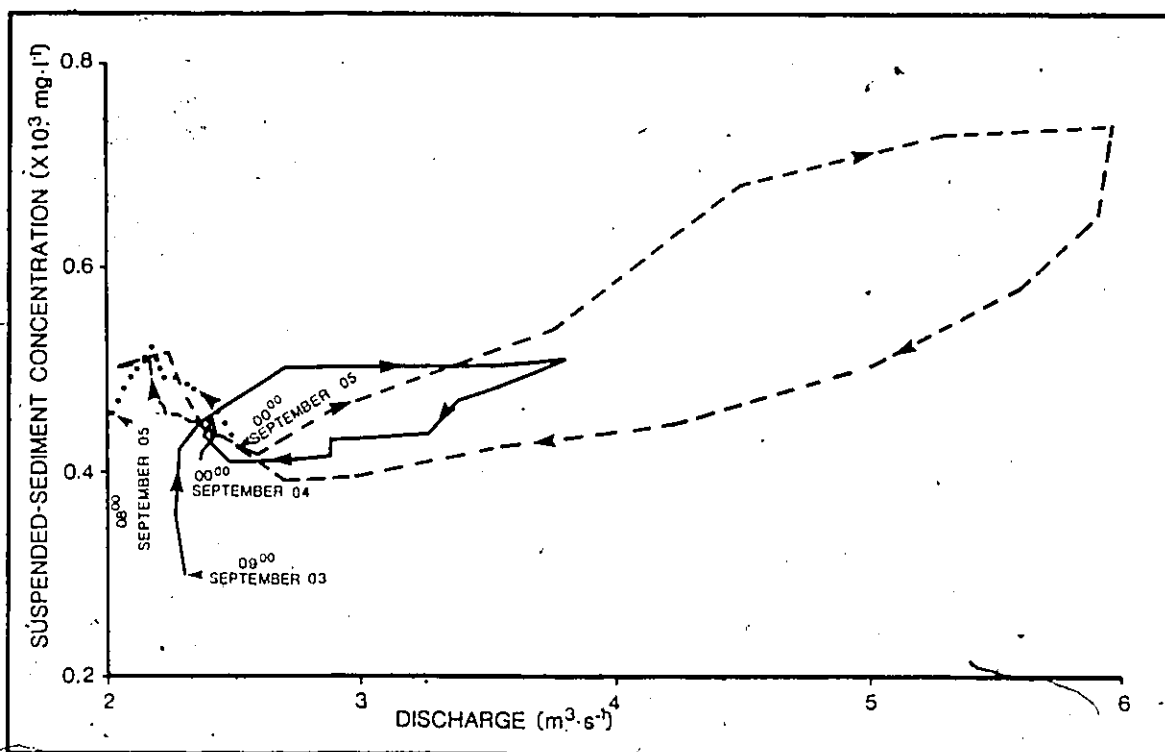 SUSPENDED-SEDIMENT CONCENTRATION (X10³ mg·l⁻¹)
0.8
0.6
0.4
0.2
08⁰⁰
SEPTEMBER 05
00⁰⁰
SEPTEMBER 05
00⁰⁰
SEPTEMBER 04
09⁰⁰
SEPTEMBER 03
2
3
4
5
6
DISCHARGE (m³·s⁻¹)